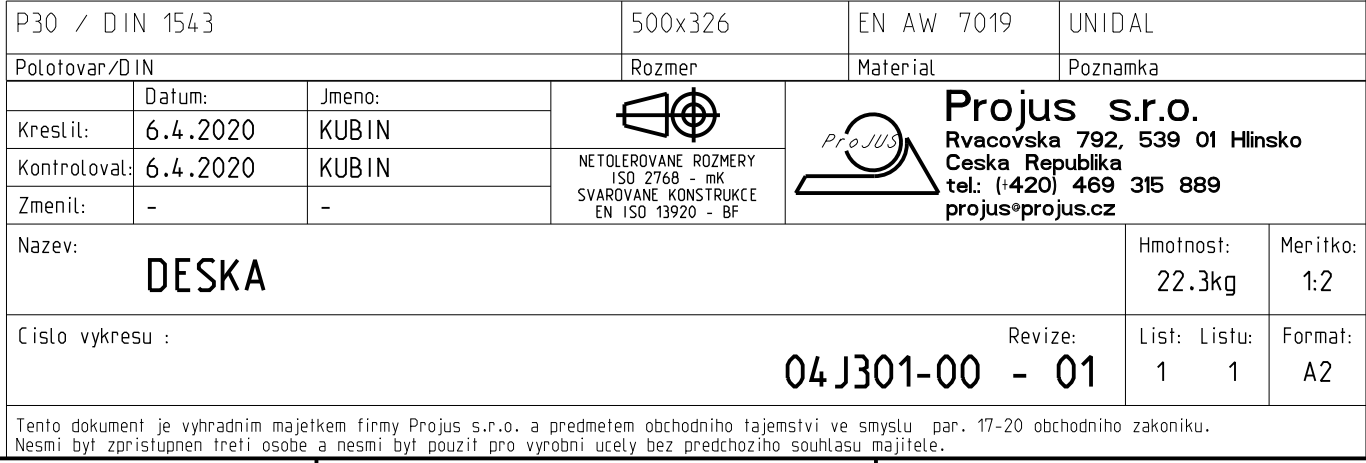 P30 / DIN 1543 500x326 EN AW 7019 UNIDAL
Polotovar/DIN Rozmer Material Poznamka
Datum: Jmeno:
Kreslil: 6.4.2020 KUBIN
Kontroloval: 6.4.2020 KUBIN
Zmenil: - -
NETOLEROVANE ROZMERY
ISO 2768 - mK
SVAROVANE KONSTRUKCE
EN ISO 13920 - BF
ProJUS
Projus s.r.o.
Rvacovska 792, 539 01 Hlinsko
Ceska Republika
tel.: (+420) 469 315 889
projus@projus.cz
Nazev: Hmotnost: Meritko:
DESKA 22.3kg 1:2
Cislo vykresu : Revize: List: Listu: Format:
04J301-00 - 01 1 1 A2
Tento dokument je vyhradnim majetkem firmy Projus s.r.o. a predmetem obchodniho tajemstvi ve smyslu par. 17-20 obchodniho zakoniku.
Nesmi byt zpristupnen treti osobe a nesmi byt pouzit pro vyrobni ucely bez predchoziho souhlasu majitele.